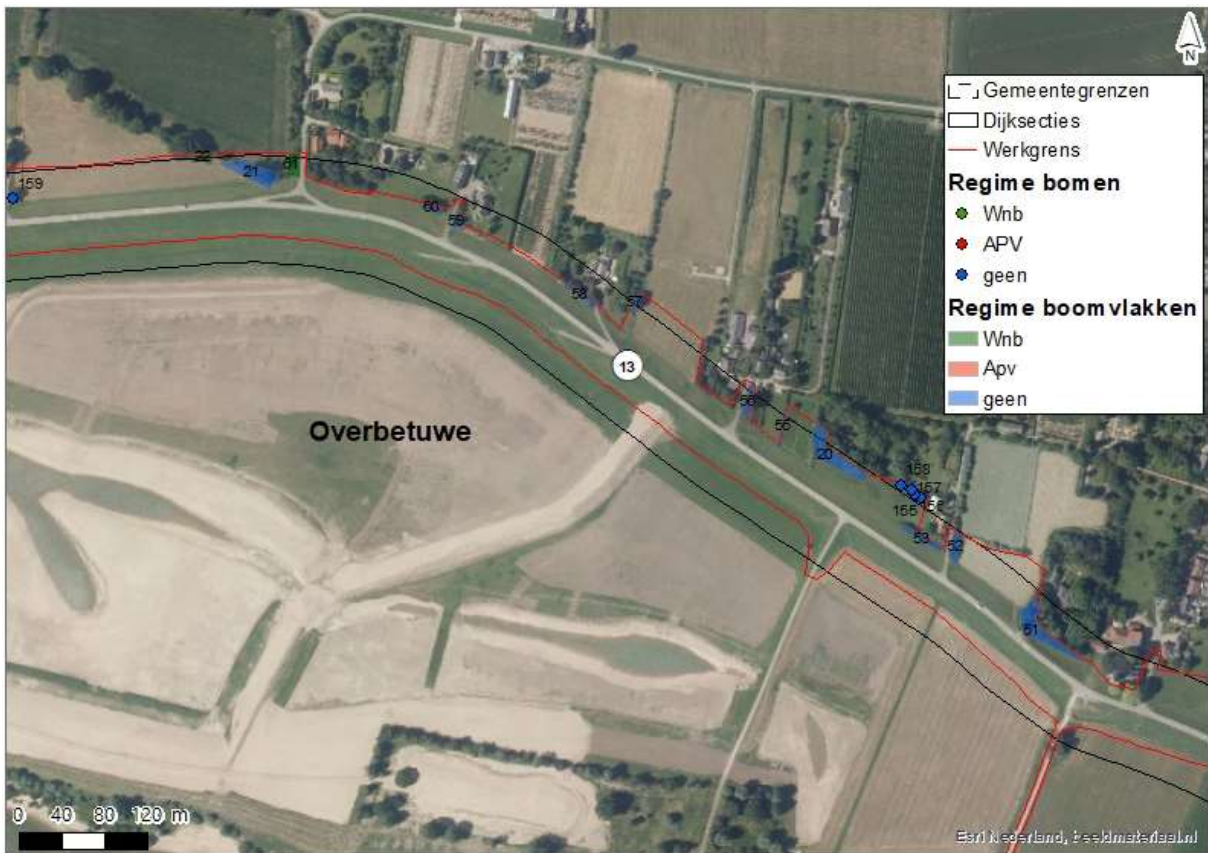 N
Gemeentegrenzen
Dijksecties
Werkgrens
Regime bomen
Wnb
APV
geen
Regime boomvlakken
Wnb
Apv
geen
22
21
159
60
59
58
57
13
56
55
20
Overbetuwe
158
157
155
53
52
51
0 40 80 120 m
Esri Nederland, beeldmateriaal.nl